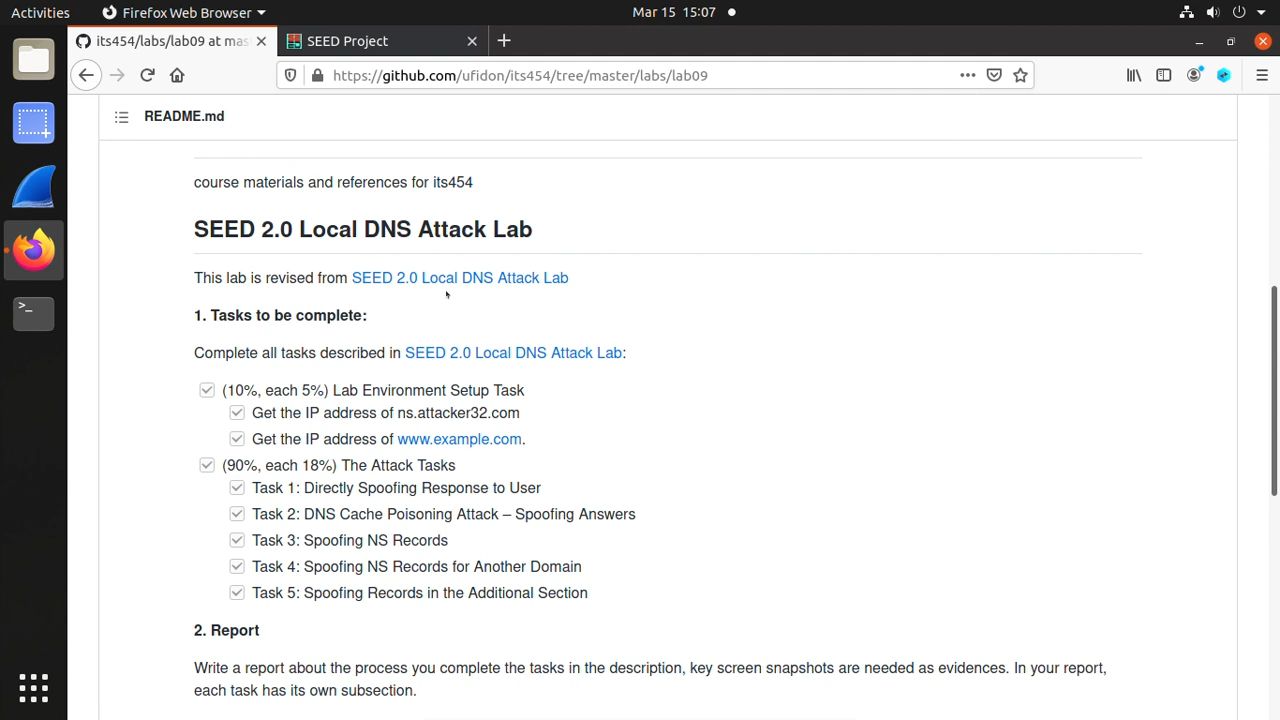 Activities
Firefox Web Browser
Mar 15 15:07
its454/labs/lab09 at mas
SEED Project
https://github.com/ufidon/its454/tree/master/labs/lab09
README.md
course materials and references for its454
SEED 2.0 Local DNS Attack Lab
This lab is revised from SEED 2.0 Local DNS Attack Lab
1. Tasks to be complete:
Complete all tasks described in SEED 2.0 Local DNS Attack Lab:
(10%, each 5%) Lab Environment Setup Task
Get the IP address of ns.attacker32.com
Get the IP address of www.example.com.
(90%, each 18%) The Attack Tasks
Task 1: Directly Spoofing Response to User
Task 2: DNS Cache Poisoning Attack – Spoofing Answers
Task 3: Spoofing NS Records
Task 4: Spoofing NS Records for Another Domain
Task 5: Spoofing Records in the Additional Section
2. Report
Write a report about the process you complete the tasks in the description, key screen snapshots are needed as evidences. In your report,
each task has its own subsection.